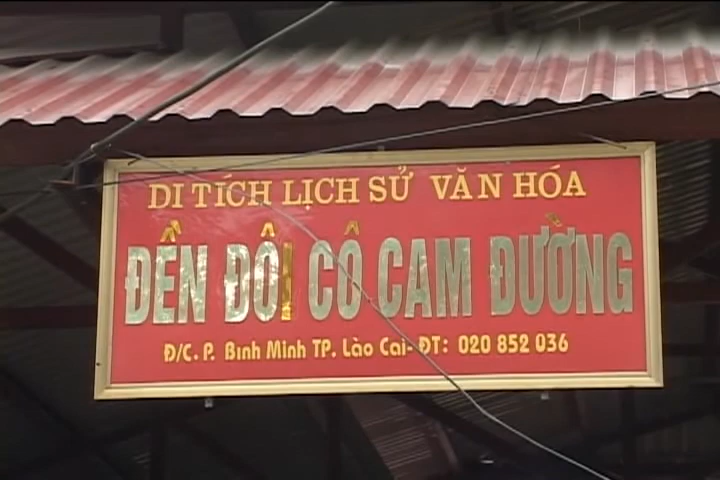 DI TÍCH LỊCH SỬ VĂN HÓA
ĐỀN ĐÔI CÔ CAM ĐƯỜNG
Đ/C. P. Bình Minh TP. Lào Cai- ĐT: 020 852 036